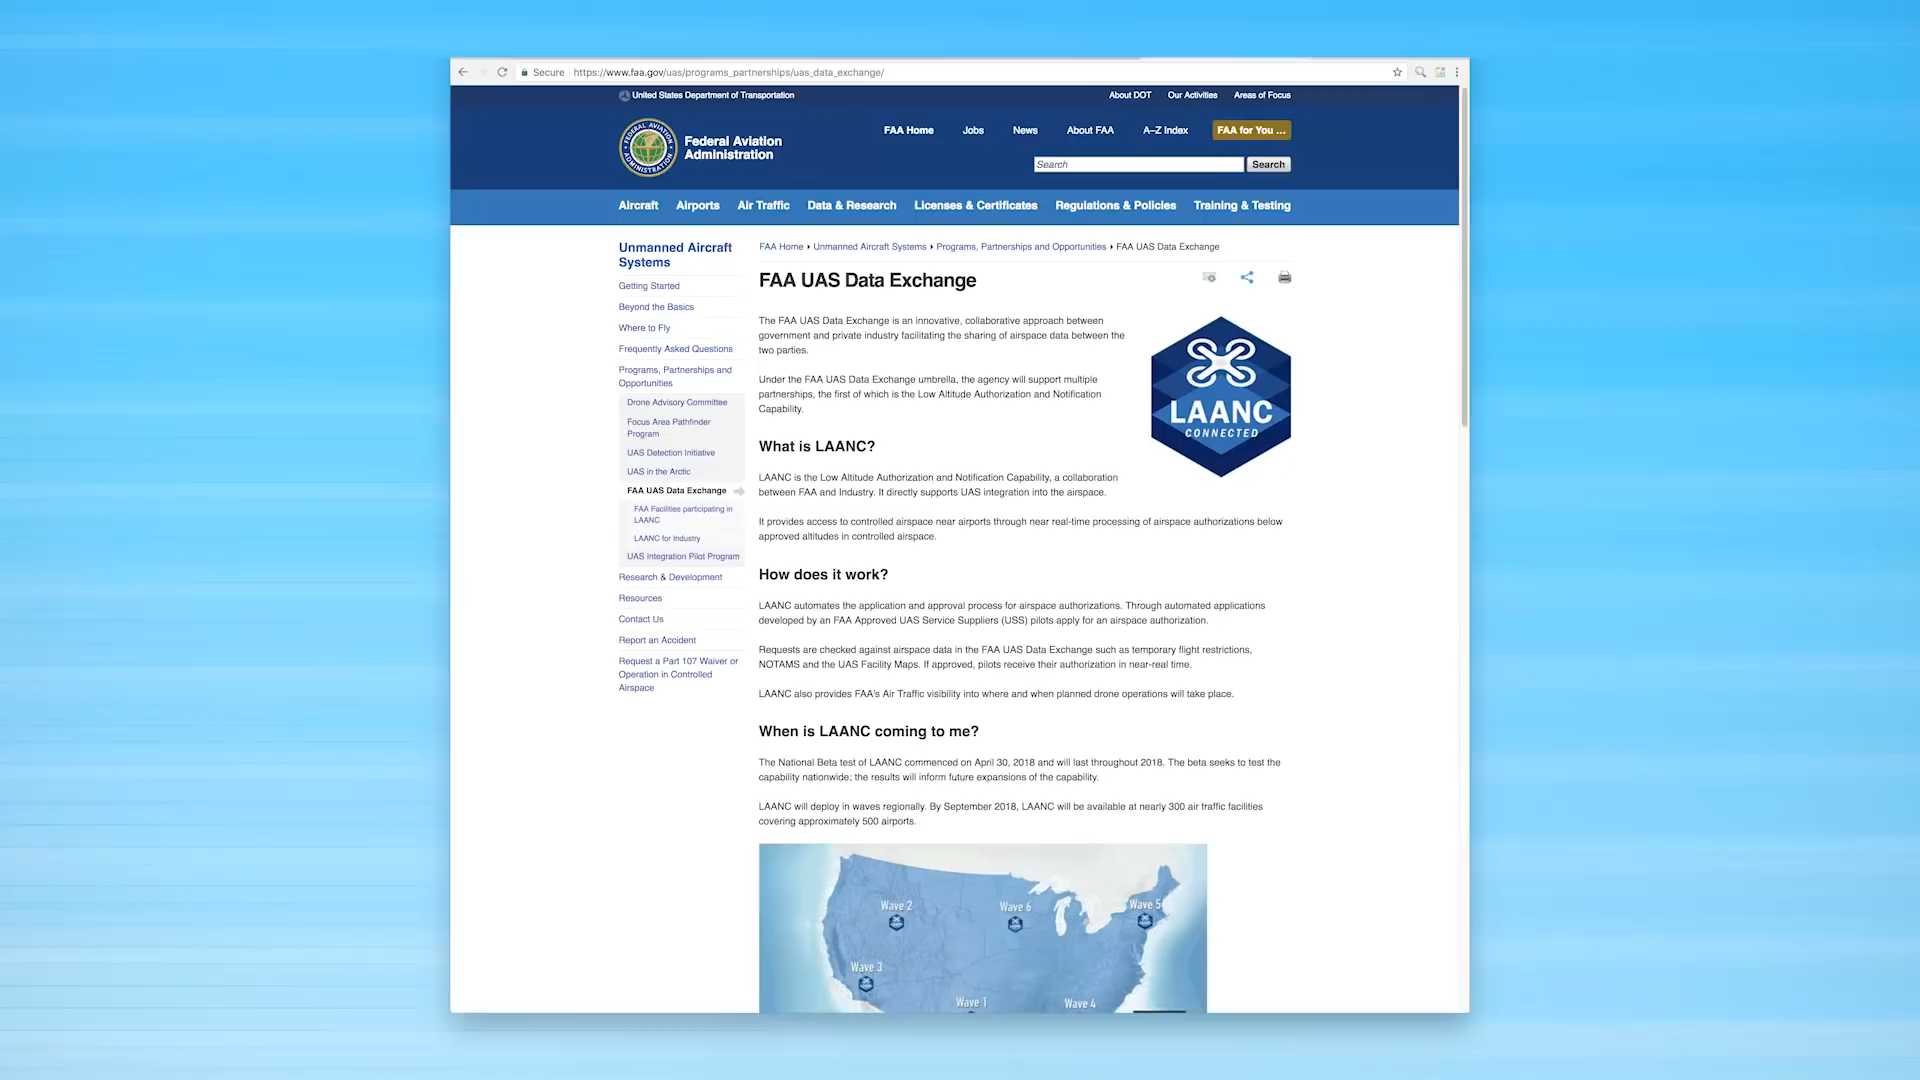 Secure https://www.faa.gov/uas/programs_partnerships/uas_data_exchange/
United States Department of Transportation
About DOT Our Activities Areas of Focus
FEDERAL AVIATION ADMINISTRATION
Federal Aviation
Administration
FAA Home Jobs News About FAA A–Z Index FAA for You ...
Search Search
Aircraft Airports Air Traffic Data & Research Licenses & Certificates Regulations & Policies Training & Testing
Unmanned Aircraft
Systems
Getting Started
Beyond the Basics
Where to Fly
Frequently Asked Questions
Programs, Partnerships and
Opportunities
Drone Advisory Committee
Focus Area Pathfinder
Program
UAS Detection Initiative
UAS in the Arctic
FAA UAS Data Exchange
FAA Facilities participating in
LAANC
LAANC for Industry
UAS Integration Pilot Program
Research & Development
Resources
Contact Us
Report an Accident
Request a Part 107 Waiver or
Operation in Controlled
Airspace
FAA Home Unmanned Aircraft Systems Programs, Partnerships and Opportunities FAA UAS Data Exchange
FAA UAS Data Exchange
The FAA UAS Data Exchange is an innovative, collaborative approach between
government and private industry facilitating the sharing of airspace data between the
two parties.
Under the FAA UAS Data Exchange umbrella, the agency will support multiple
partnerships, the first of which is the Low Altitude Authorization and Notification
Capability.
LAANC
CONNECTED
What is LAANC?
LAANC is the Low Altitude Authorization and Notification Capability, a collaboration
between FAA and Industry. It directly supports UAS integration into the airspace.
It provides access to controlled airspace near airports through near real-time processing of airspace authorizations below
approved altitudes in controlled airspace.
How does it work?
LAANC automates the application and approval process for airspace authorizations. Through automated applications
developed by an FAA Approved UAS Service Suppliers (USS) pilots apply for an airspace authorization.
Requests are checked against airspace data in the FAA UAS Data Exchange such as temporary flight restrictions,
NOTAMS and the UAS Facility Maps. If approved, pilots receive their authorization in near-real time.
LAANC also provides FAA's Air Traffic visibility into where and when planned drone operations will take place.
When is LAANC coming to me?
The National Beta test of LAANC commenced on April 30, 2018 and will last throughout 2018. The beta seeks to test the
capability nationwide; the results will inform future expansions of the capability.
LAANC will deploy in waves regionally. By September 2018, LAANC will be available at nearly 300 air traffic facilities
covering approximately 500 airports.
Wave 2 Wave 6 Wave 5
Wave 3
Wave 1 Wave 4